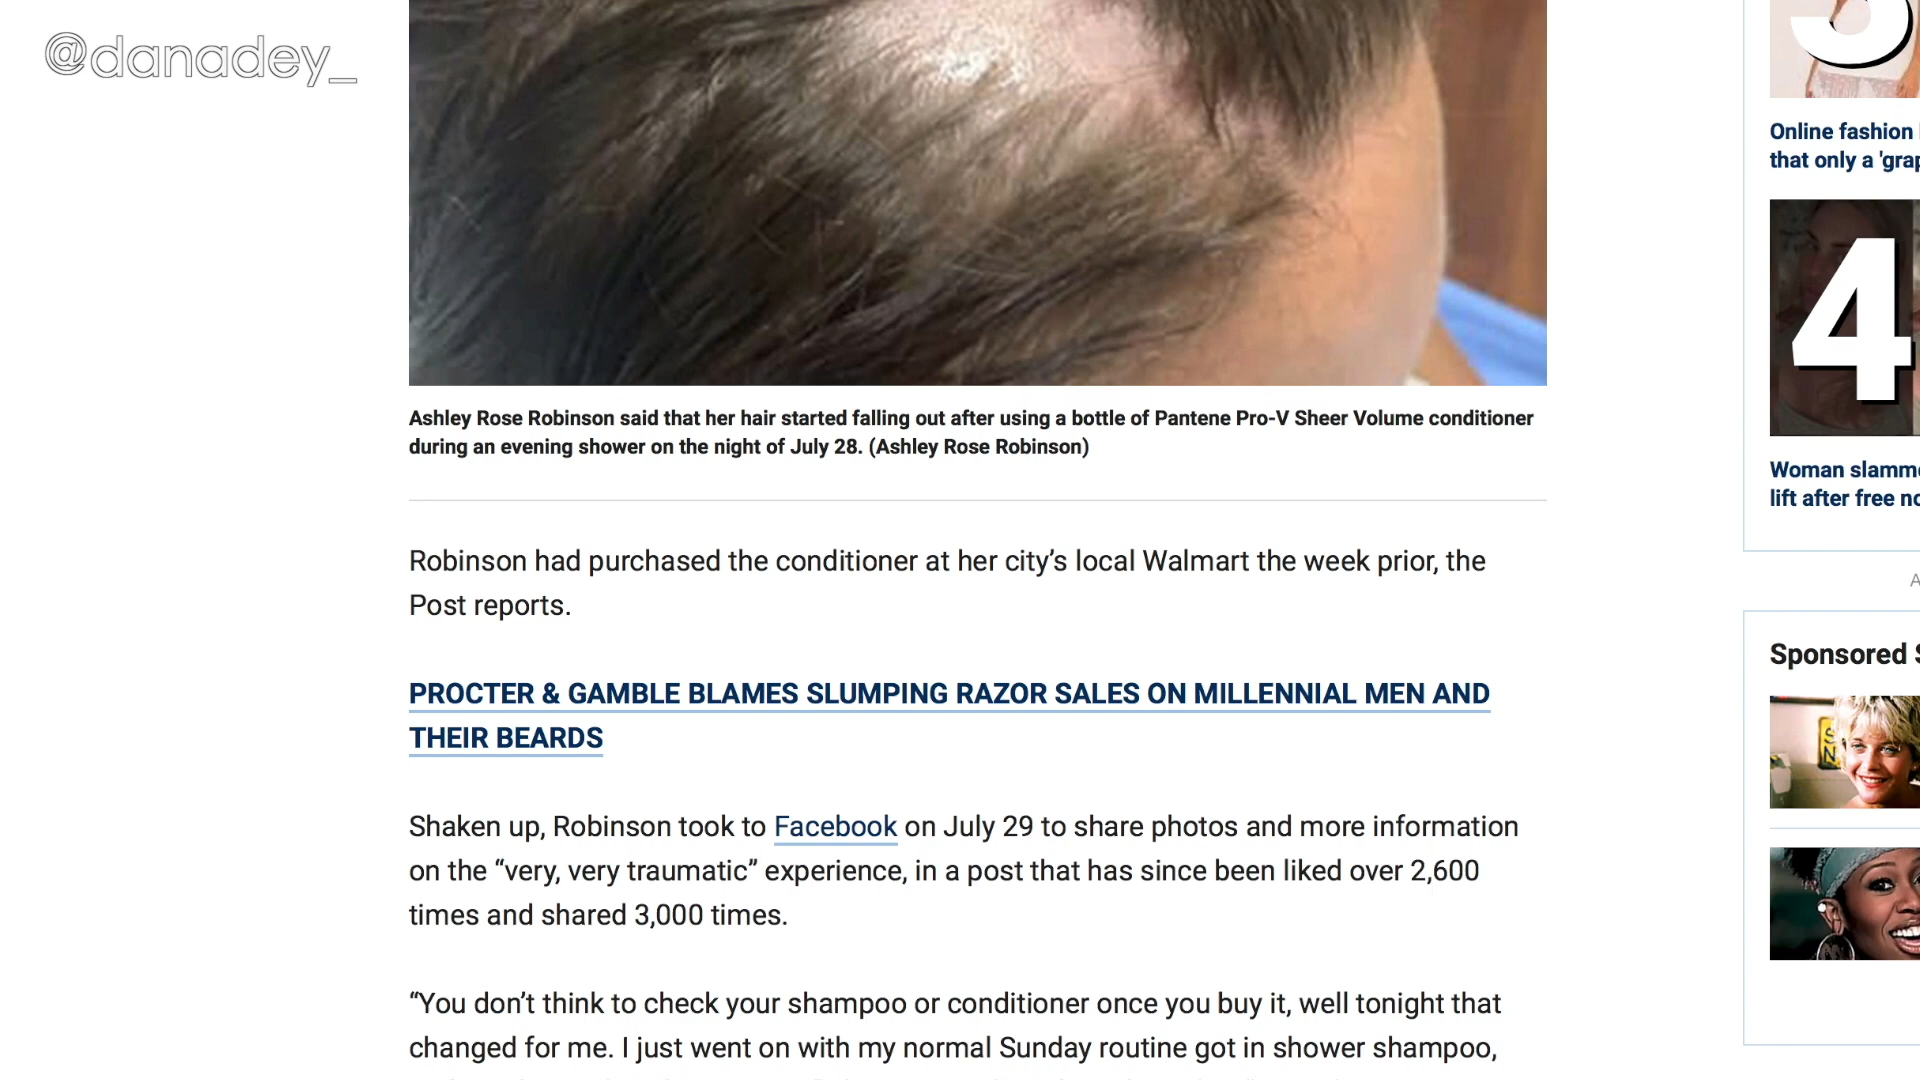 @danadey_
Ashley Rose Robinson said that her hair started falling out after using a bottle of Pantene Pro-V Sheer Volume conditioner
during an evening shower on the night of July 28. (Ashley Rose Robinson)
Robinson had purchased the conditioner at her city’s local Walmart the week prior, the
Post reports.
PROCTER & GAMBLE BLAMES SLUMPING RAZOR SALES ON MILLENNIAL MEN AND
THEIR BEARDS
Shaken up, Robinson took to Facebook on July 29 to share photos and more information
on the “very, very traumatic” experience, in a post that has since been liked over 2,600
times and shared 3,000 times.
“You don’t think to check your shampoo or conditioner once you buy it, well tonight that
changed for me. I just went on with my normal Sunday routine got in shower shampoo,
3
Online fashion
that only a
4
Woman
lift after free
Sponsored